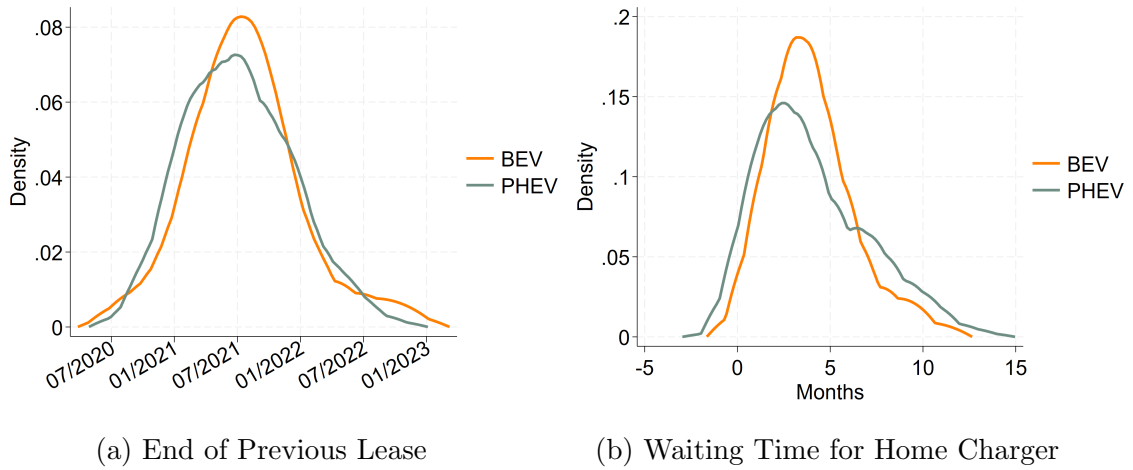 .08
.06
.04
.02
0
Density
07/2020
01/2021
07/2021
01/2022
07/2022
01/2023
BEV
PHEV
(a) End of Previous Lease
.2
.15
.1
.05
0
Density
-5
0
5
10
15
Months
BEV
PHEV
(b) Waiting Time for Home Charger